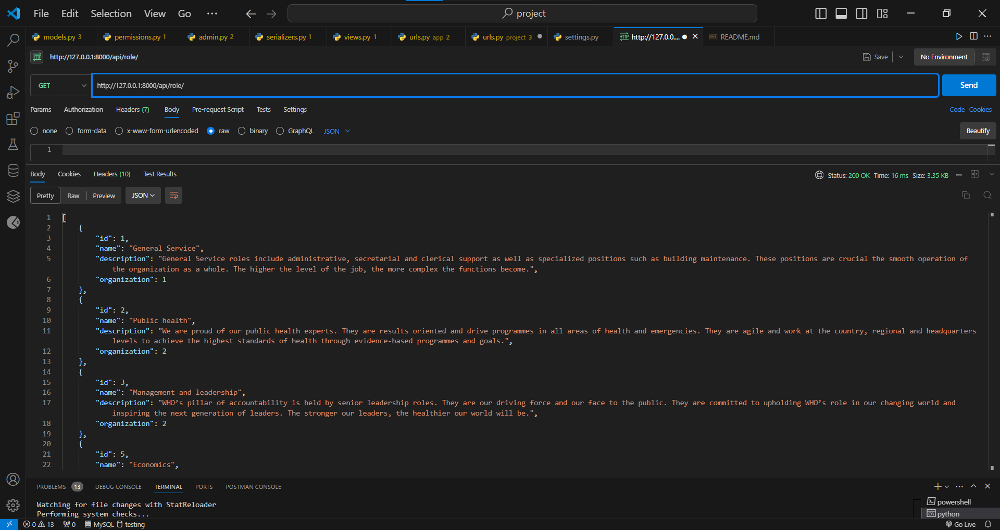 File Edit Selection View Go ··· project
models.py 3 permissions.py 1 admin.py 2 serializers.py 1 views.py 1 urls.py app 2 urls.py project 3 settings.py HTTP http://127.0.0.... README.md
HTTP http://127.0.0.1:8000/api/role/ Save No Environment
GET http://127.0.0.1:8000/api/role/ Send
Params Authorization Headers (7) Body Pre-request Script Tests Settings Code Cookies
none form-data x-www-form-urlencoded raw binary GraphQL JSON Beautify
1
Body Cookies Headers (10) Test Results Status: 200 OK Time: 16 ms Size: 3.35 KB
Pretty Raw Preview JSON
1 [
2 {
3 "id": 1,
4 "name": "General Service",
5 "description": "General Service roles include administrative, secretarial and clerical support as well as specialized positions such as building maintenance. These positions are crucial the smooth operation of
the organization as a whole. The higher the level of the job, the more complex the functions become.",
6 "organization": 1
7 },
8 {
9 "id": 2,
10 "name": "Public health",
11 "description": "We are proud of our public health experts. They are results oriented and drive programmes in all areas of health and emergencies. They are agile and work at the country, regional and headquarters
levels to achieve the highest standards of health through evidence-based programmes and goals.",
12 "organization": 2
13 },
14 {
15 "id": 3,
16 "name": "Management and leadership",
17 "description": "WHO’s pillar of accountability is held by senior leadership roles. They are our driving force and our face to the public. They are committed to upholding WHO’s role in our changing world and
inspiring the next generation of leaders. The stronger our leaders, the healthier our world will be.",
18 "organization": 2
19 },
20 {
21 "id": 5,
22 "name": "Economics",
PROBLEMS 13 DEBUG CONSOLE TERMINAL PORTS POSTMAN CONSOLE
Watching for file changes with StatReloader
Performing system checks...
powershell
python
0 13 0 MySQL testing Go Live